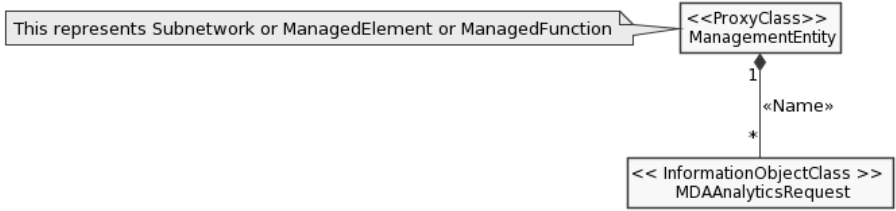 This represents Subnetwork or ManagedElement or ManagedFunction
<<ProxyClass>>
ManagementEntity
1
«Name»
*
<< InformationObjectClass >>
MDAAnalyticsRequest